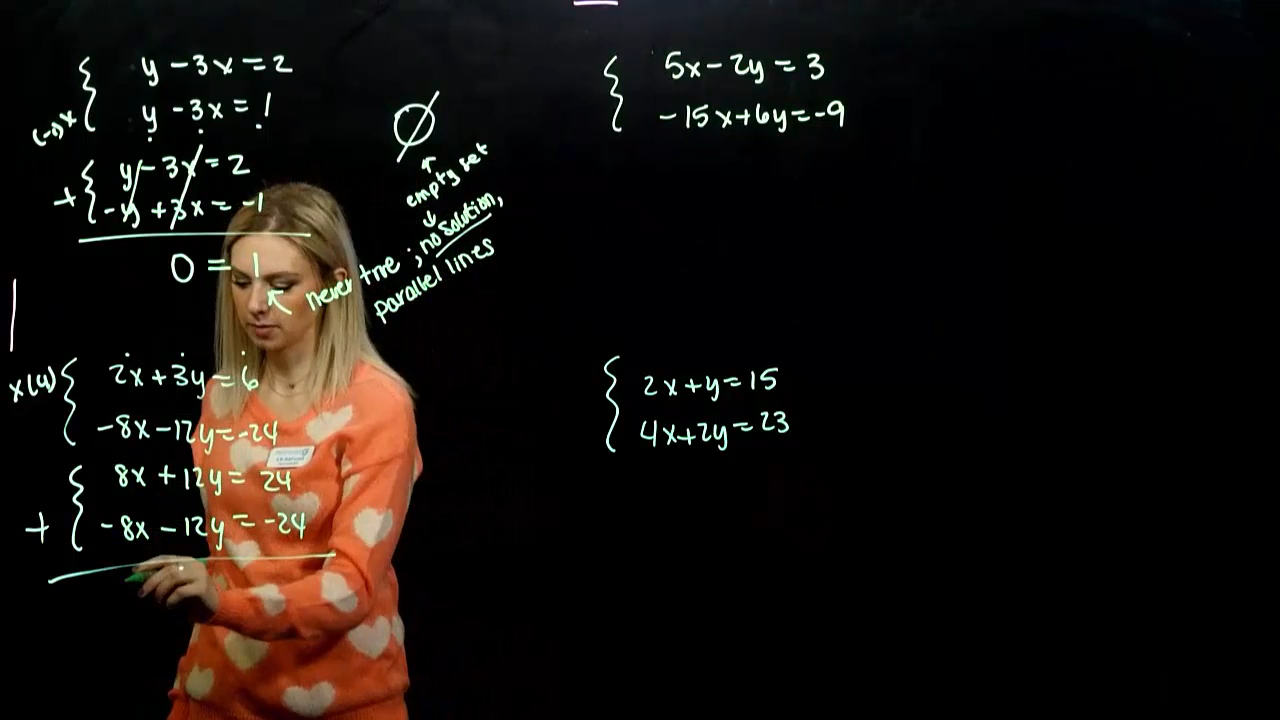 y - 3x = 2
y - 3x = 1
(-1)x
y - 3x = 2
+
-y + 3x = -1
0 = 1
∅
↑
empty set
↓
never true ; no solution,
parallel lines
x(4)
2x + 3y = 6
-8x - 12y = -24
8x + 12y = 24
+
-8x - 12y = -24
5x - 2y = 3
-15x + 6y = -9
2x + y = 15
4x + 2y = 23